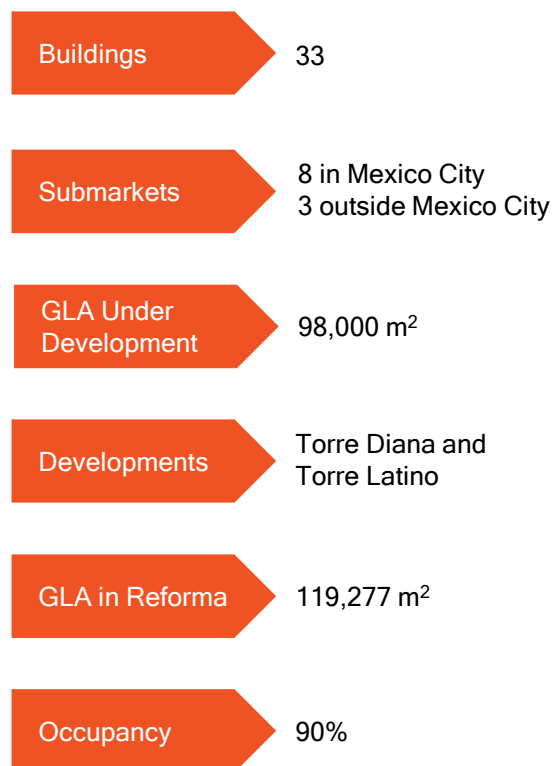 Buildings
33
Submarkets
8 in Mexico City
3 outside Mexico City
GLA Under
Development
98,000 m²
Developments
Torre Diana and
Torre Latino
GLA in Reforma
119,277 m²
Occupancy
90%